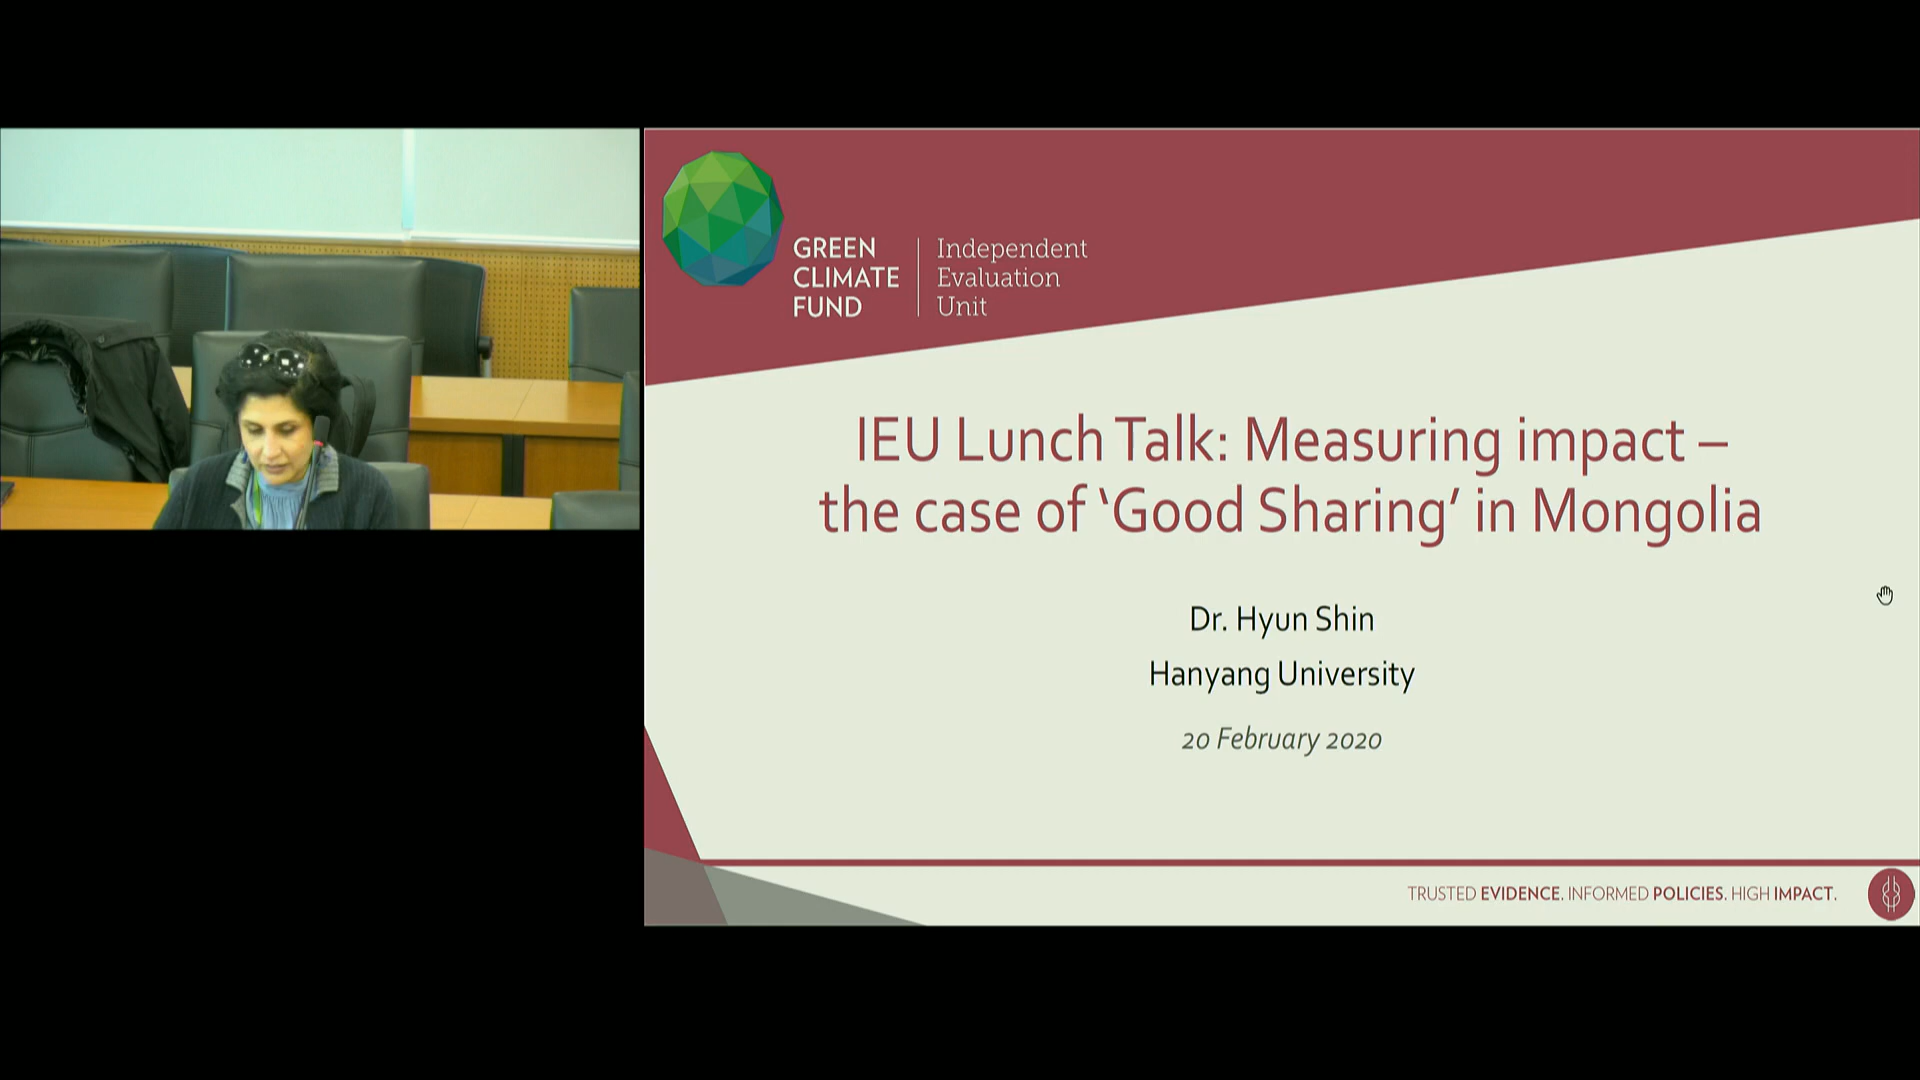 GREEN
CLIMATE
FUND
Independent
Evaluation
Unit
IEU Lunch Talk: Measuring impact –
the case of ‘Good Sharing’ in Mongolia
Dr. Hyun Shin
Hanyang University
20 February 2020
TRUSTED EVIDENCE. INFORMED POLICIES. HIGH IMPACT.